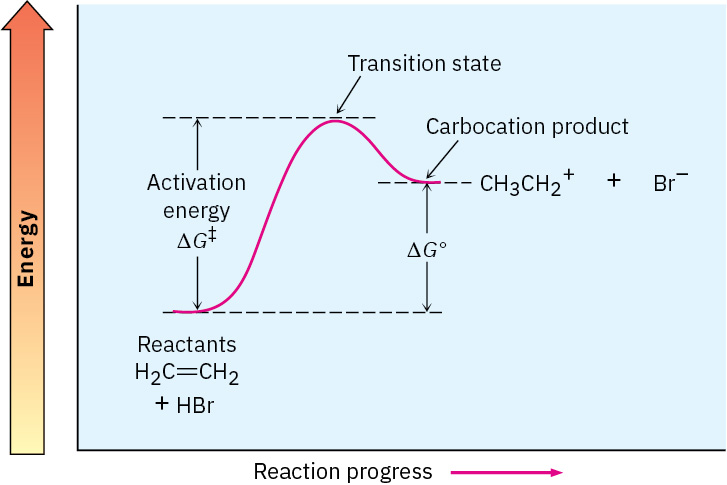 Transition state
Carbocation product
CH₃CH₂⁺ + Br⁻
Activation
energy
ΔG‡
ΔG°
Energy
Reactants
H₂C=CH₂
+ HBr
Reaction progress